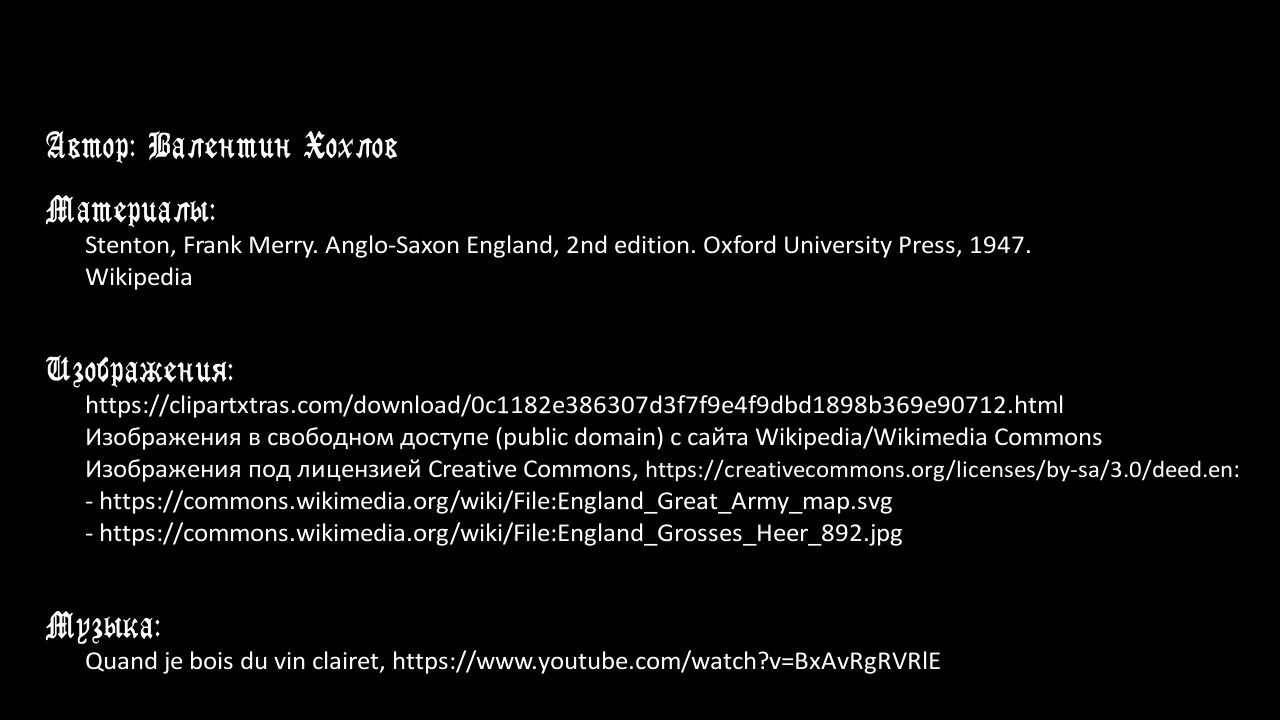 Автор: Валентин Хохлов
Материалы:
Stenton, Frank Merry. Anglo-Saxon England, 2nd edition. Oxford University Press, 1947.
Wikipedia
Изображения:
https://clipartxtras.com/download/0c1182e386307d3f7f9e4f9dbd1898b369e90712.html
Изображения в свободном доступе (public domain) с сайта Wikipedia/Wikimedia Commons
Изображения под лицензией Creative Commons, https://creativecommons.org/licenses/by-sa/3.0/deed.en:
- https://commons.wikimedia.org/wiki/File:England_Great_Army_map.svg
- https://commons.wikimedia.org/wiki/File:England_Grosses_Heer_892.jpg
Музыка:
Quand je bois du vin clairet, https://www.youtube.com/watch?v=BxAvRgRVRlE